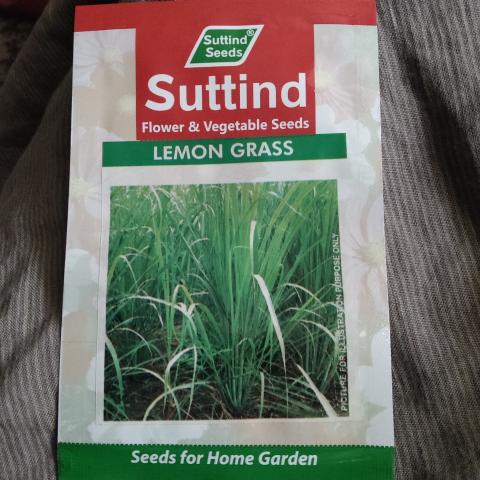 Suttind®
Seeds
Suttind
Flower & Vegetable Seeds
LEMON GRASS
PICTURE FOR ILLUSTRATION PURPOSE ONLY
Seeds for Home Garden